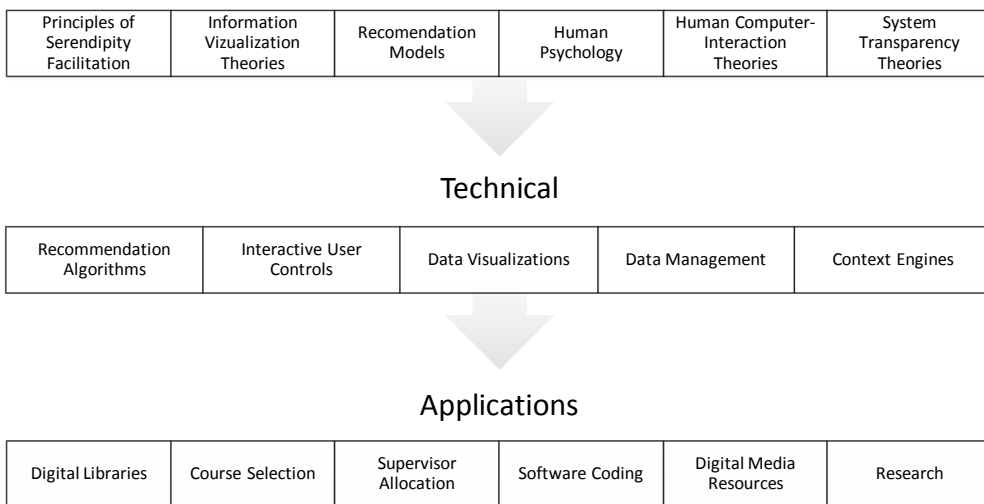 Principles of
Serendipity
Facilitation
Information
Vizualization
Theories
Recomendation
Models
Human
Psychology
Human Computer-
Interaction
Theories
System
Transparency
Theories
Technical
Recommendation
Algorithms
Interactive User
Controls
Data Visualizations
Data Management
Context Engines
Applications
Digital Libraries
Course Selection
Supervisor
Allocation
Software Coding
Digital Media
Resources
Research